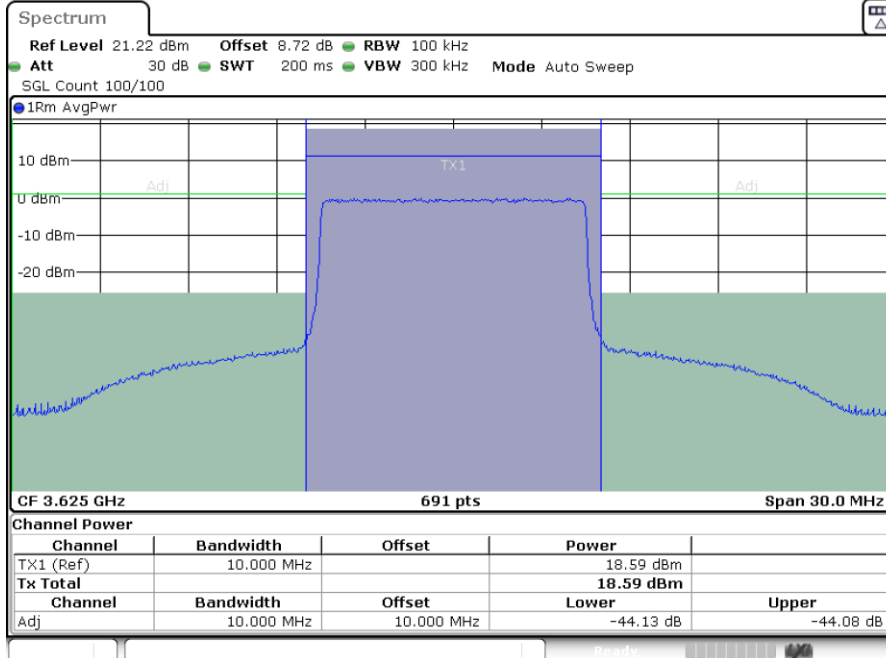 Spectrum
Ref Level 21.22 dBm Offset 8.72 dB RBW 100 kHz
Att 30 dB SWT 200 ms VBW 300 kHz Mode Auto Sweep
SGL Count 100/100
1Rm AvgPwr
10 dBm
TX1
Adj Adj
0 dBm
-10 dBm
-20 dBm
CF 3.625 GHz 691 pts Span 30.0 MHz
Channel Power
Channel Bandwidth Offset Power
TX1 (Ref) 10.000 MHz 18.59 dBm
Tx Total 18.59 dBm
Channel Bandwidth Offset Lower Upper
Adj 10.000 MHz 10.000 MHz -44.13 dB -44.08 dB
Ready